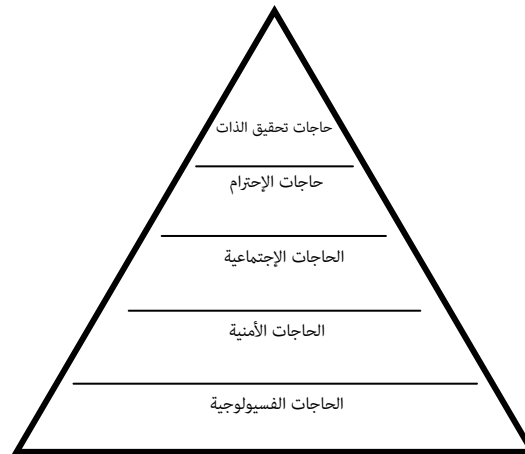 حاجات تحقيق الذات
حاجات الإحترام
الحاجات الإجتماعية
الحاجات الأمنية
الحاجات الفسيولوجية